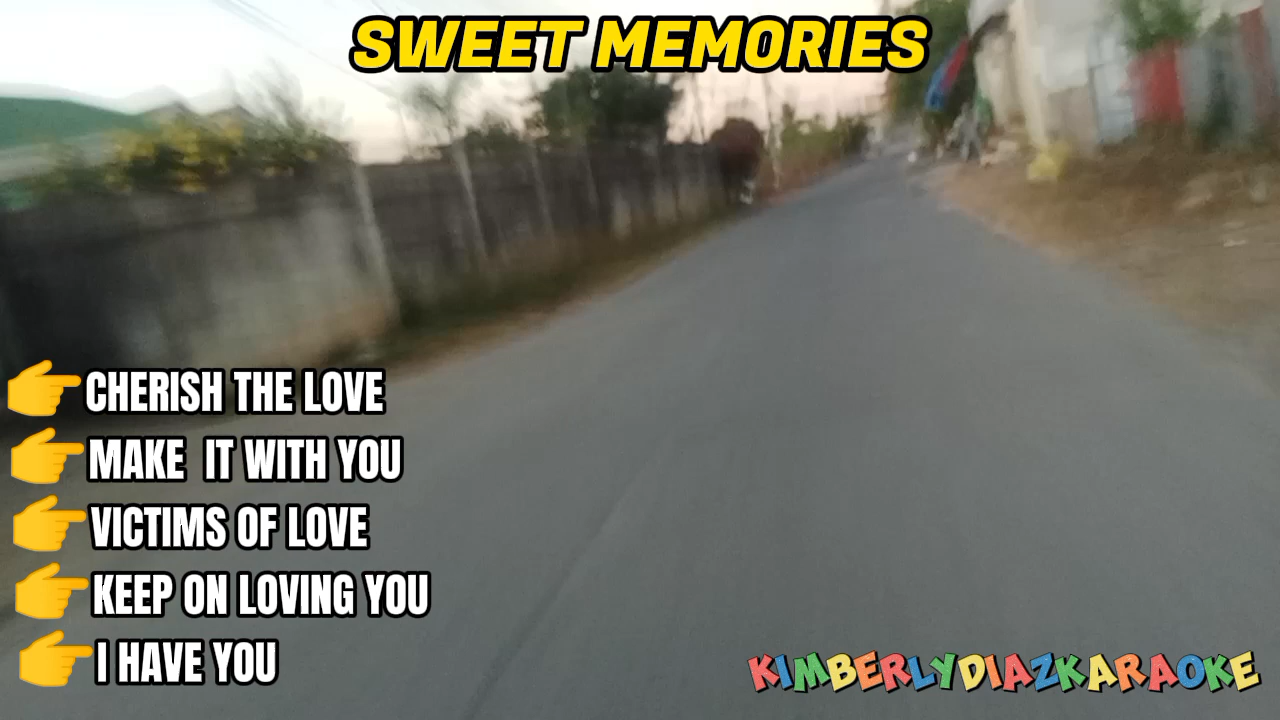 SWEET MEMORIES
👉CHERISH THE LOVE
👉MAKE IT WITH YOU
👉VICTIMS OF LOVE
👉KEEP ON LOVING YOU
👉I HAVE YOU
KIMBERLYDIAZKARAOKE